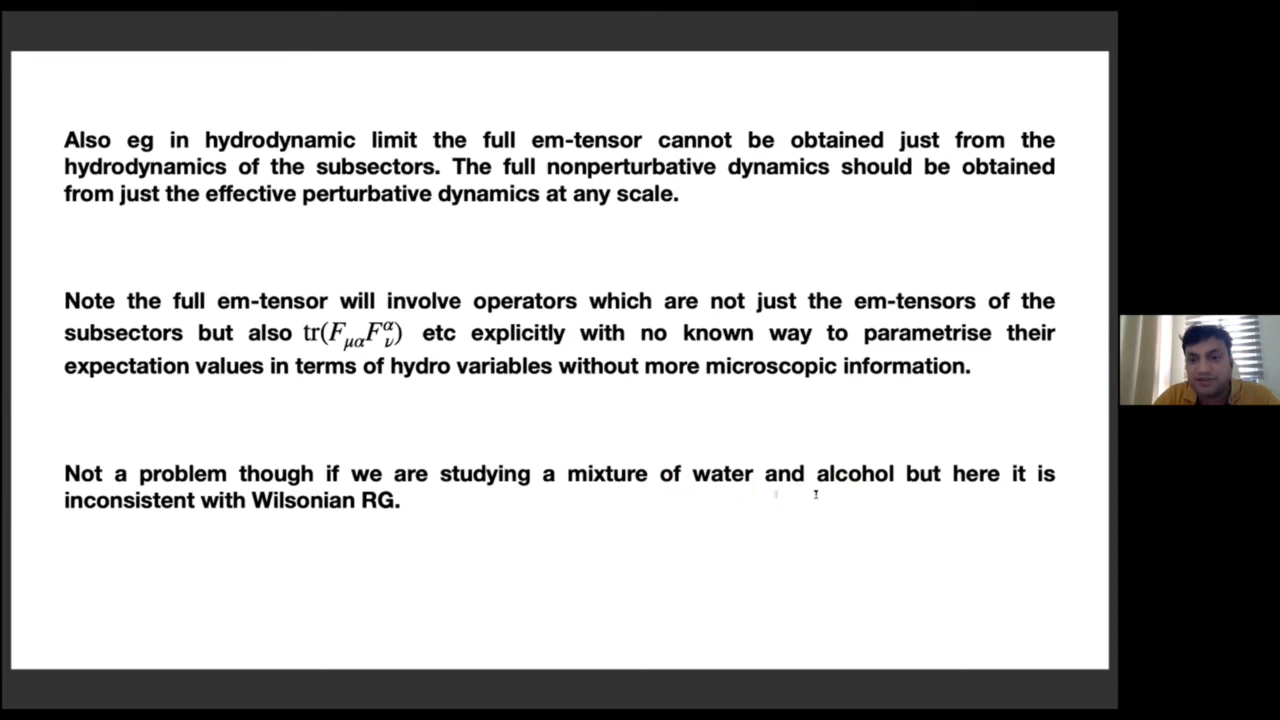 Also eg in hydrodynamic limit the full em-tensor cannot be obtained just from the
hydrodynamics of the subsectors. The full nonperturbative dynamics should be obtained
from just the effective perturbative dynamics at any scale.
Note the full em-tensor will involve operators which are not just the em-tensors of the
subsectors but also tr(F_{μα}F^α_ν) etc explicitly with no known way to parametrise their
expectation values in terms of hydro variables without more microscopic information.
Not a problem though if we are studying a mixture of water and alcohol but here it is
inconsistent with Wilsonian RG.